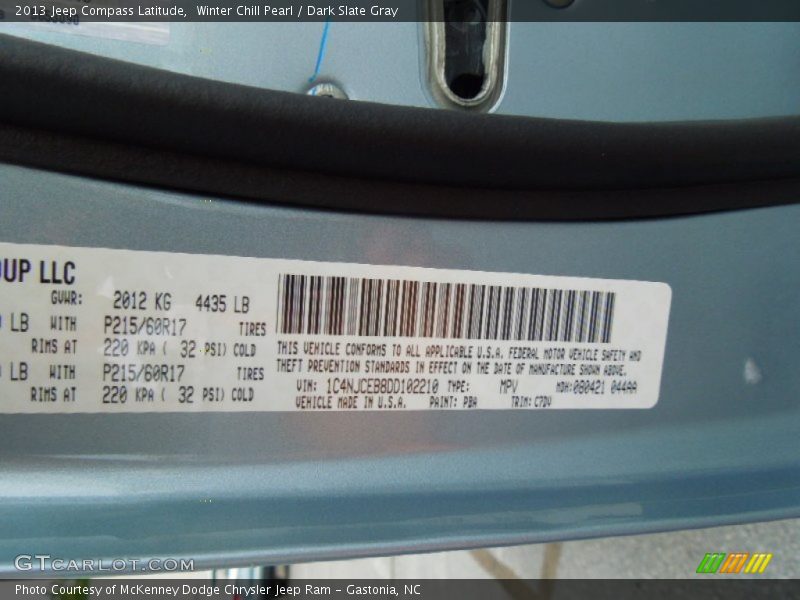 2013 Jeep Compass Latitude, Winter Chill Pearl / Dark Slate Gray
OUP LLC
GVWR: 2012 KG 4435 LB
LB WITH P215/60R17 TIRES
RIMS AT 220 KPA ( 32 PSI) COLD
LB WITH P215/60R17 TIRES
RIMS AT 220 KPA ( 32 PSI) COLD
THIS VEHICLE CONFORMS TO ALL APPLICABLE U.S.A. FEDERAL MOTOR VEHICLE SAFETY AND
THEFT PREVENTION STANDARDS IN EFFECT ON THE DATE OF MANUFACTURE SHOWN ABOVE.
VIN: 1C4NJCEB8DD102210 TYPE: MPV MDH:080421 044AA
VEHICLE MADE IN U.S.A. PAINT: PBA TRIM: C7DV
GTCARLOT.COM
Photo Courtesy of McKenney Dodge Chrysler Jeep Ram - Gastonia, NC